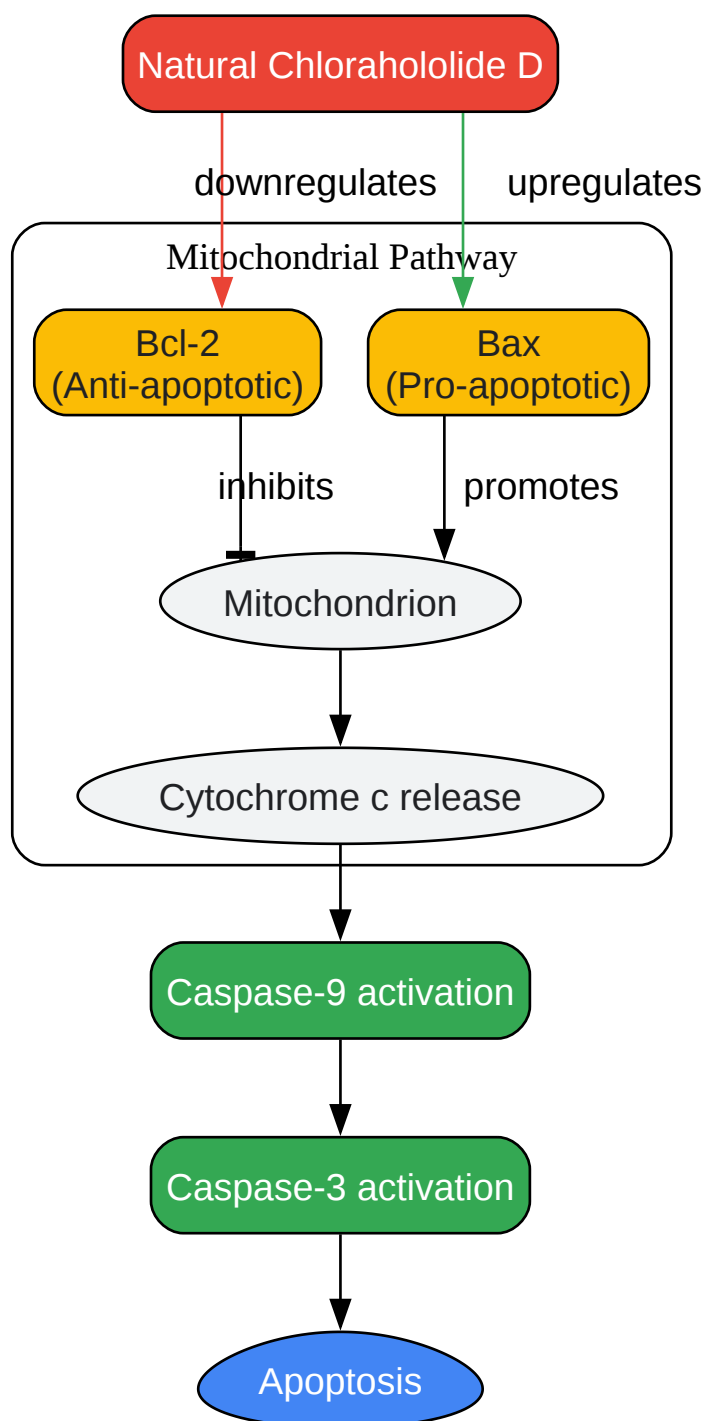 Natural Chlorahololide D
downregulates
upregulates
Mitochondrial Pathway
Bcl-2
(Anti-apoptotic)
Bax
(Pro-apoptotic)
inhibits
promotes
Mitochondrion
Cytochrome c release
Caspase-9 activation
Caspase-3 activation
Apoptosis